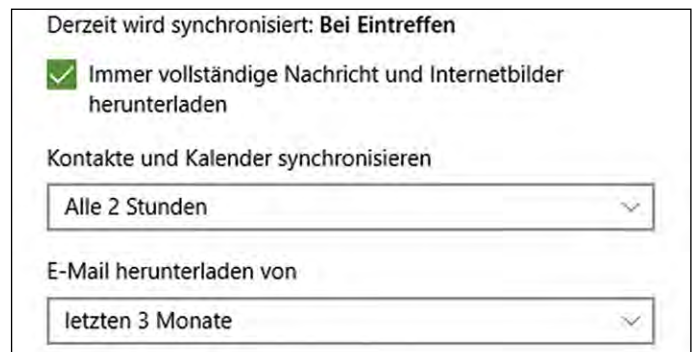 Derzeit wird synchronisiert: Bei Eintreffen
Immer vollständige Nachricht und Internetbilder
herunterladen
Kontakte und Kalender synchronisieren
Alle 2 Stunden
E-Mail herunterladen von
letzten 3 Monate